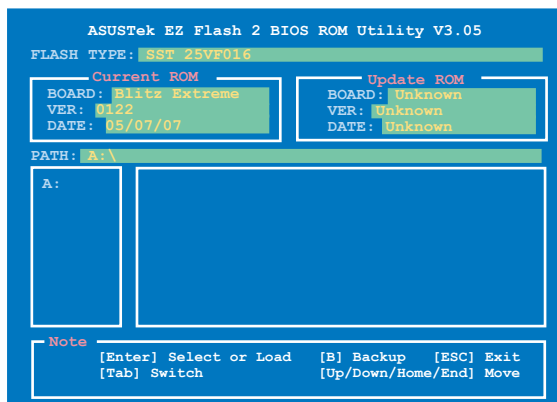 ASUSTek EZ Flash 2 BIOS ROM Utility V3.05
FLASH TYPE: SST 25VF016
Current ROM
BOARD: Blitz Extreme
VER: 0122
DATE: 05/07/07
Update ROM
BOARD: Unknown
VER: Unknown
DATE: Unknown
PATH: A:\
A:
Note
[Enter] Select or Load [B] Backup [ESC] Exit
[Tab] Switch [Up/Down/Home/End] Move